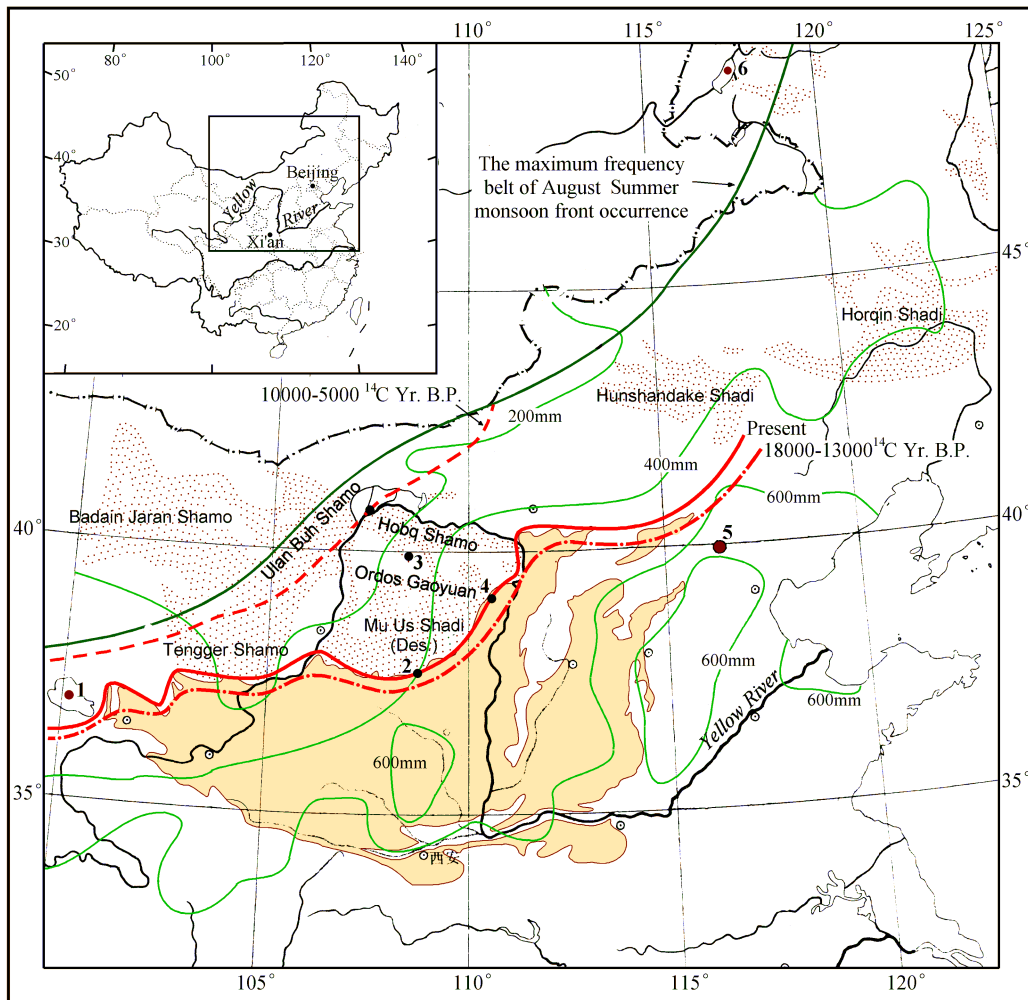 110°
115°
120°
125°
80°
100°
120°
140°
50°
40°
30°
20°
Beijing
Yellow
River
Xi'an
6
The maximum frequency
belt of August Summer
monsoon front occurrence
45°
Horqin Shadi
10000-5000 ¹⁴C Yr. B.P.
200mm
Hunshandake Shadi
Present
18000-13000¹⁴C Yr. B.P.
400mm
600mm
40°
Badain Jaran Shamo
Ulan Buh Shamo
Hobq Shamo
3
5
40°
Ordos Gaoyuan
4
Mu Us Shadi
(Des.)
Tengger Shamo
2
1
600mm
600mm
Yellow River
600mm
35°
35°
西安
105°
110°
115°
120°